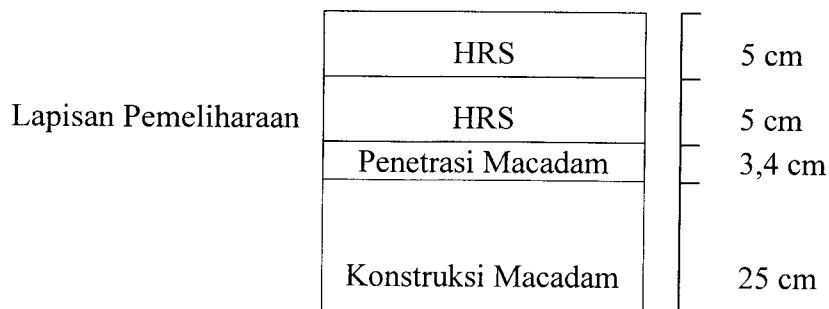 HRS 5 cm
Lapisan Pemeliharaan HRS 5 cm
Penetrasi Macadam 3,4 cm
Konstruksi Macadam 25 cm